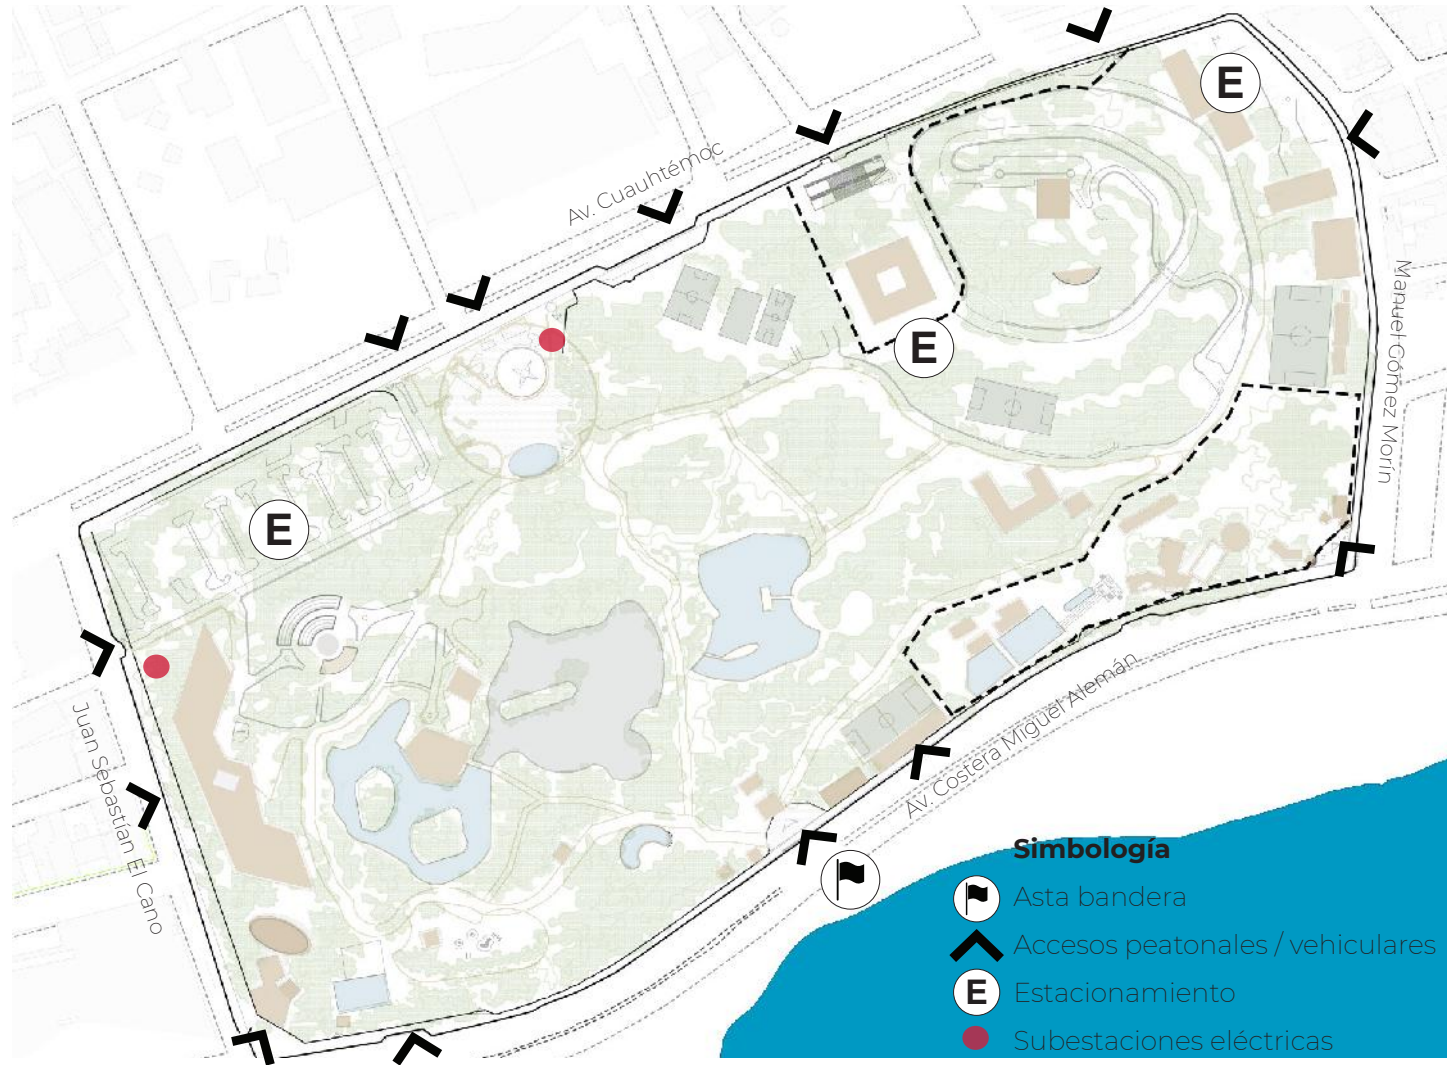 E
Av. Cuauhtémoc
Manuel Gómez Morín
E
E
Juan Sebastían El Cano
Av. Costera Miguel Alemán
Simbología
Asta bandera
Accesos peatonales / vehiculares
E Estacionamiento
Subestaciones eléctricas